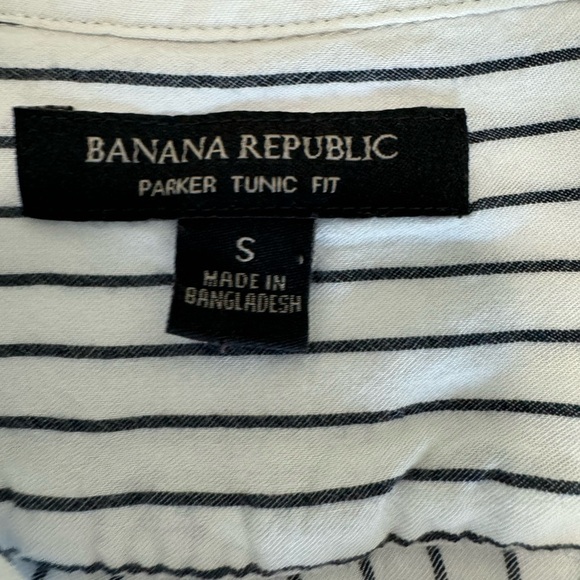 BANANA REPUBLIC
PARKER TUNIC FIT
S
MADE IN
BANGLADESH